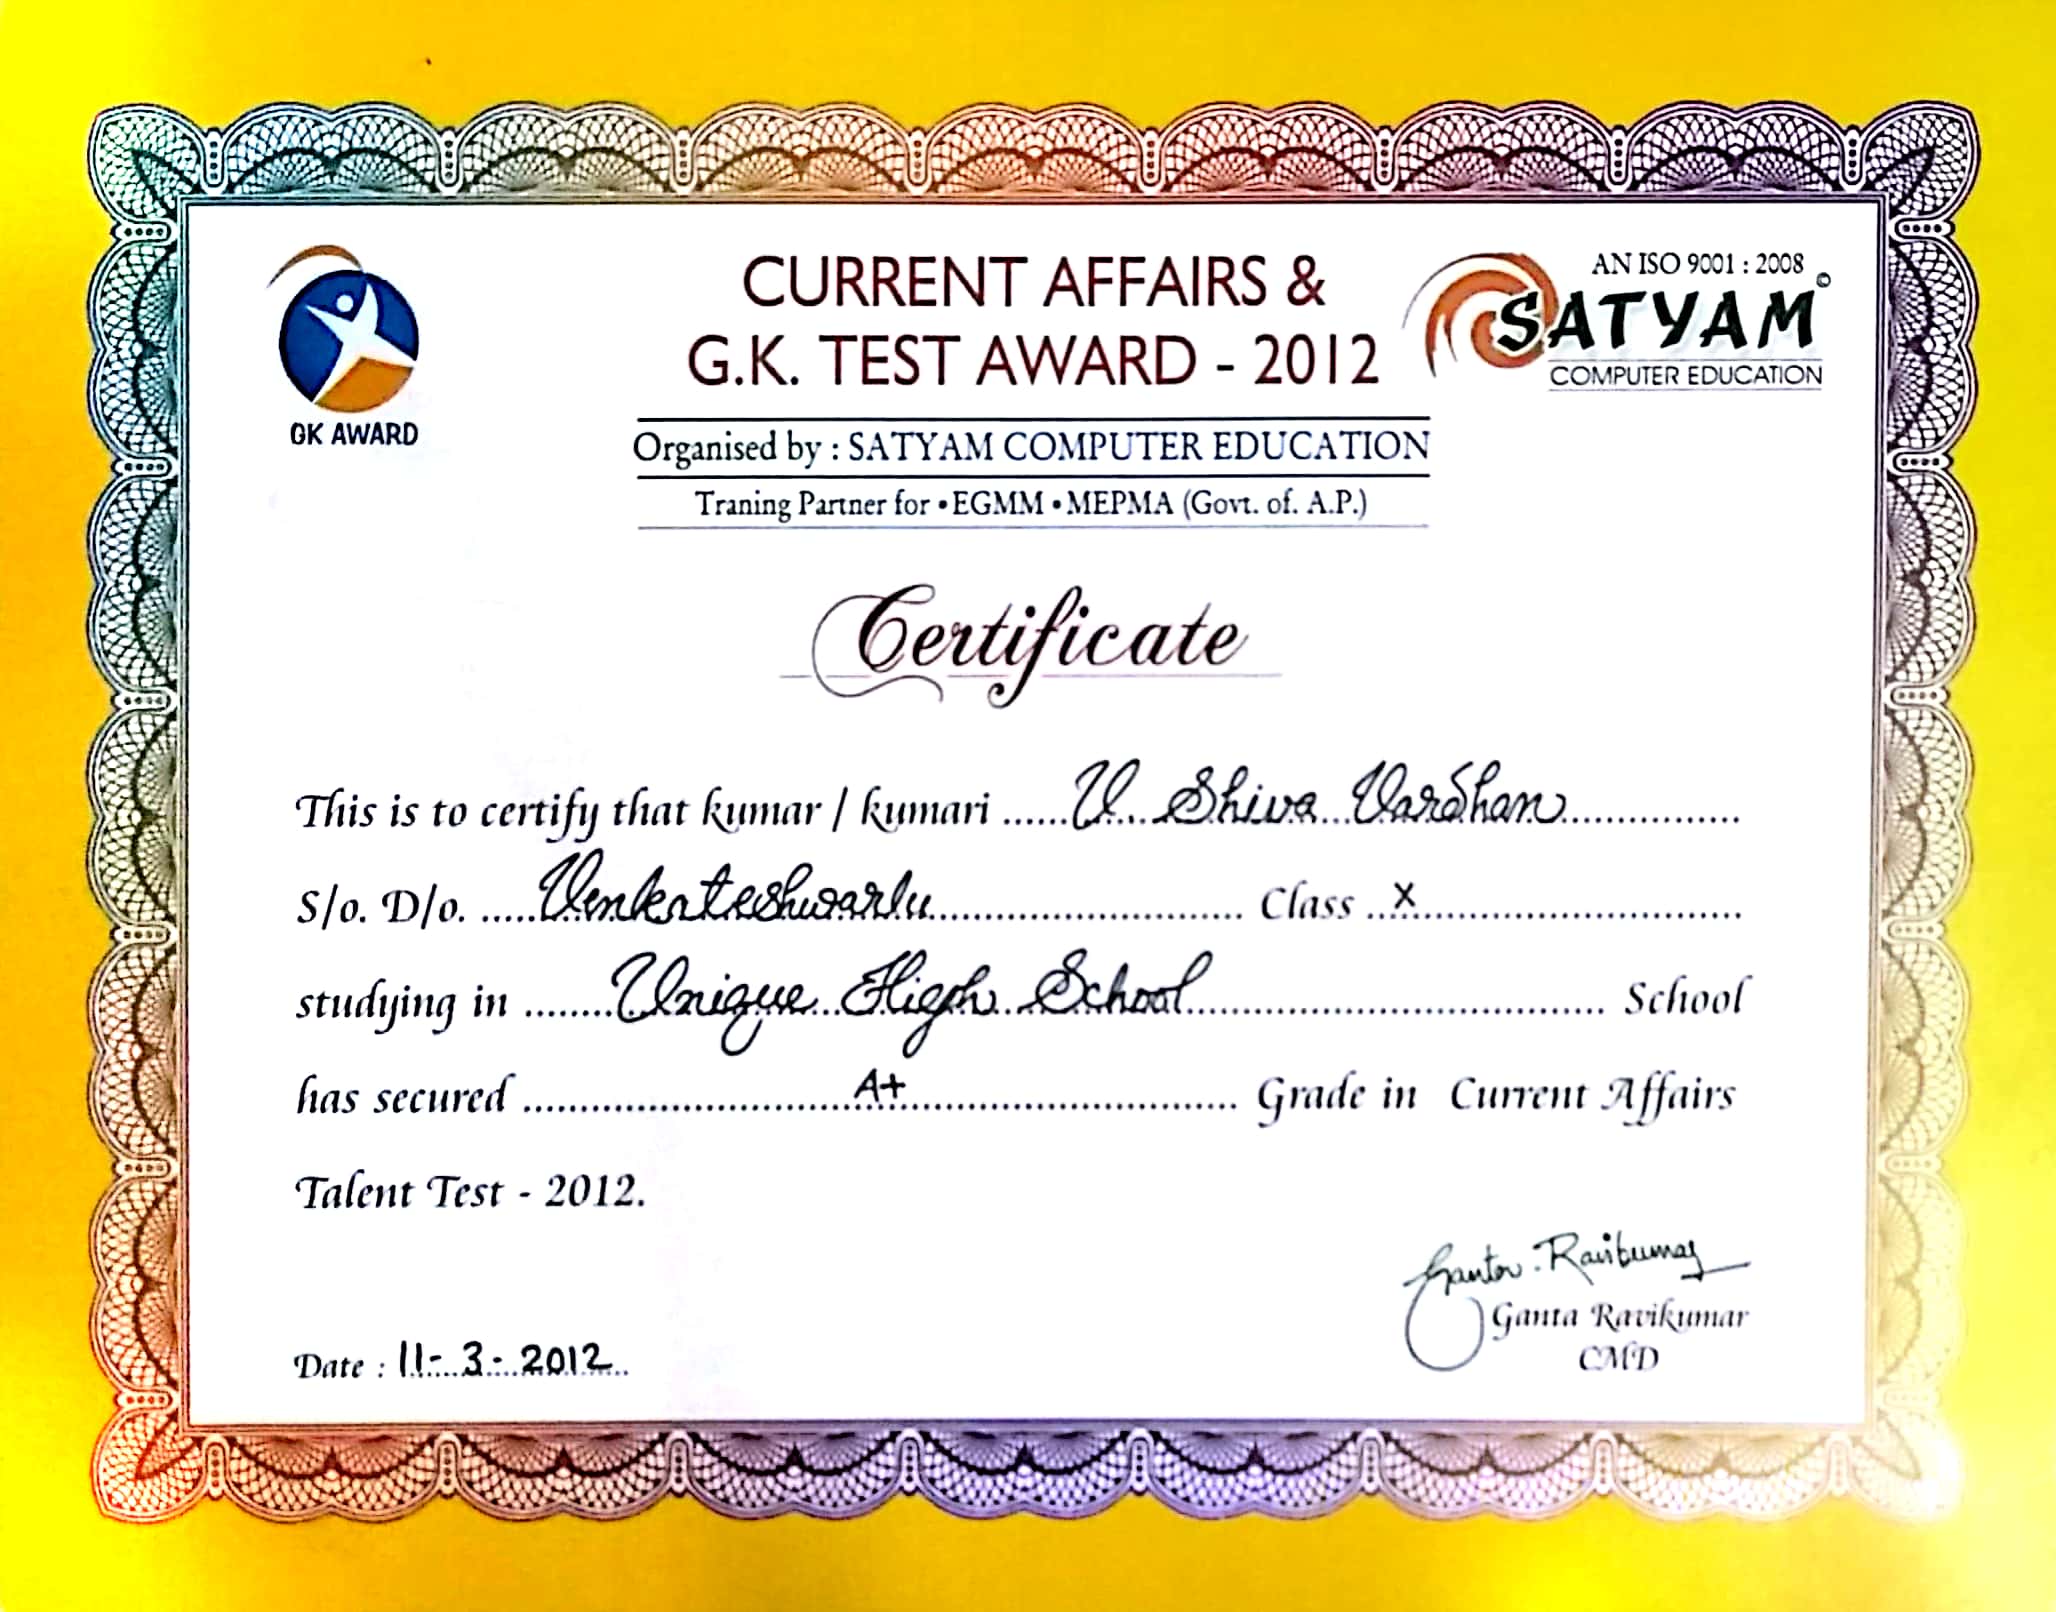 CURRENT AFFAIRS &
G.K. TEST AWARD - 2012
GK AWARD
AN ISO 9001 : 2008
SATYAM©
COMPUTER EDUCATION
Organised by : SATYAM COMPUTER EDUCATION
Traning Partner for • EGMM • MEPMA (Govt. of. A.P.)
Certificate
This is to certify that kumar / kumari ......V. Shiva Vardhan................
S/o. D/o. .....Venkateshwarlu........................... Class ..X.............................
studying in ........Unique High School..................................... School
has secured .............................A+............................. Grade in Current Affairs
Talent Test - 2012.
Ganta Ravikumar
Ganta Ravikumar
CMD
Date : 11-3-2012